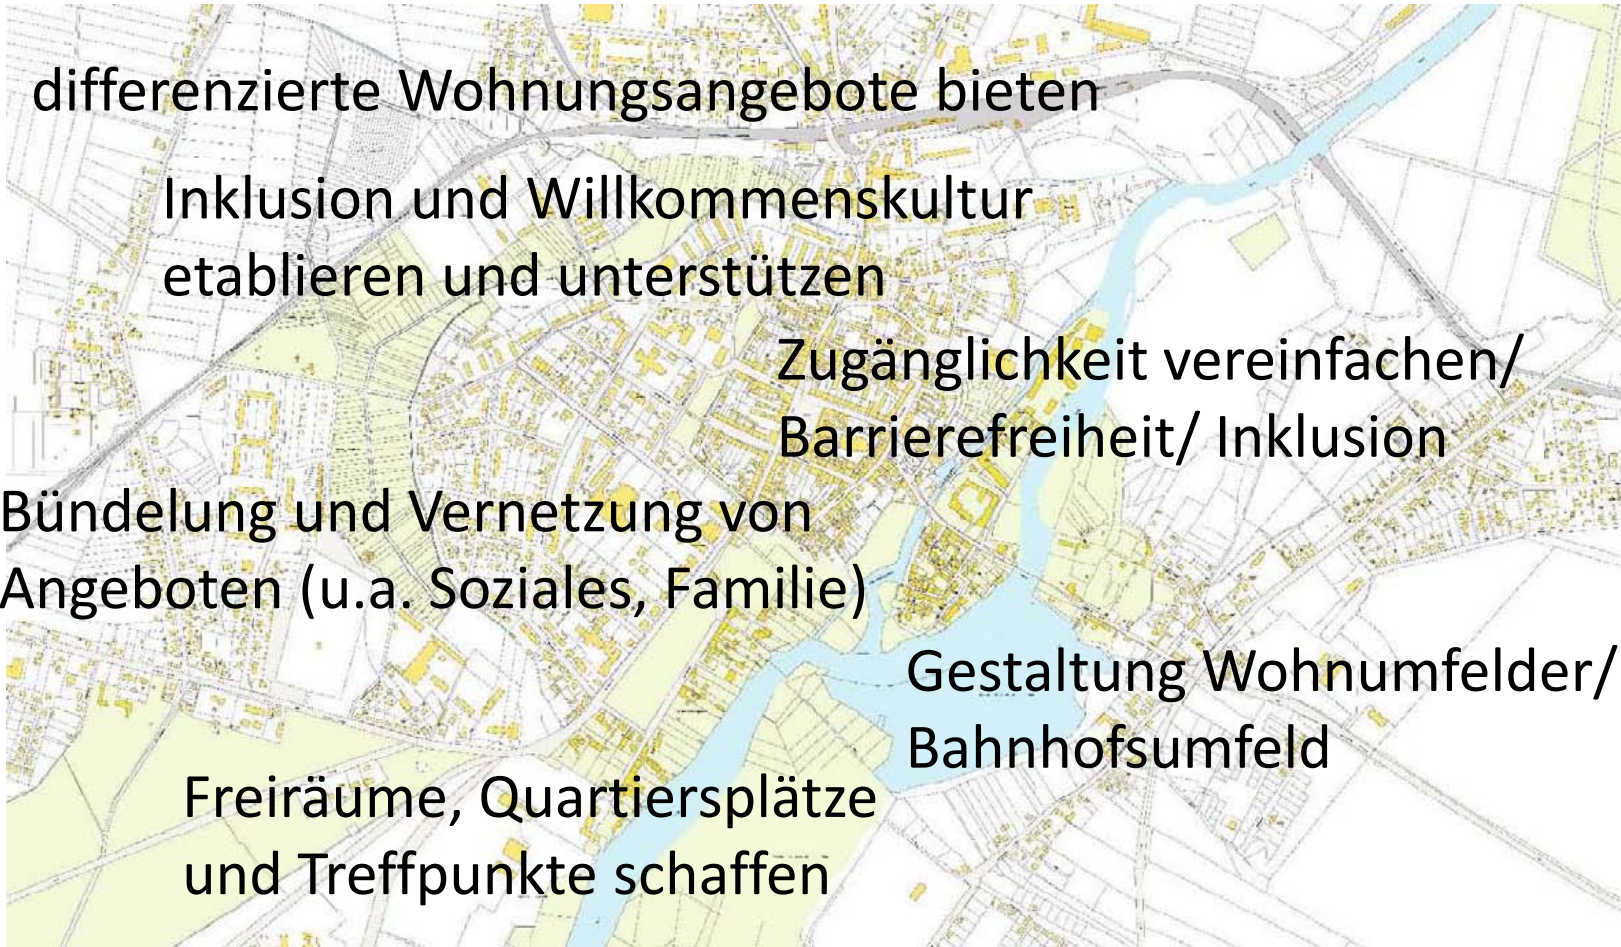 differenzierte Wohnungsangebote bieten
Inklusion und Willkommenskultur
etablieren und unterstützen
Zugänglichkeit vereinfachen/
Barrierefreiheit/ Inklusion
Bündelung und Vernetzung von
Angeboten (u.a. Soziales, Familie)
Gestaltung Wohnumfelder/
Bahnhofsumfeld
Freiräume, Quartiersplätze
und Treffpunkte schaffen